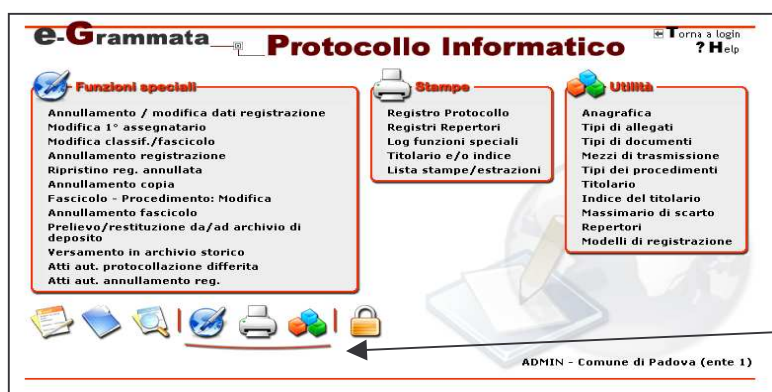 e-Grammata Protocollo Informatico
Torna a login
? Help
Funzioni speciali
Annullamento / modifica dati registrazione
Modifica 1° assegnatario
Modifica classif./fascicolo
Annullamento registrazione
Ripristino reg. annullata
Annullamento copia
Fascicolo - Procedimento: Modifica
Annullamento fascicolo
Prelievo/restituzione da/ad archivio di
deposito
Versamento in archivio storico
Atti aut. protocollazione differita
Atti aut. annullamento reg.
Stampe
Registro Protocollo
Registri Repertori
Log funzioni speciali
Titolario e/o indice
Lista stampe/estrazioni
Utilità
Anagrafica
Tipi di allegati
Tipi di documenti
Mezzi di trasmissione
Tipi dei procedimenti
Titolario
Indice del titolario
Massimario di scarto
Repertori
Modelli di registrazione
ADMIN - Comune di Padova (ente 1)